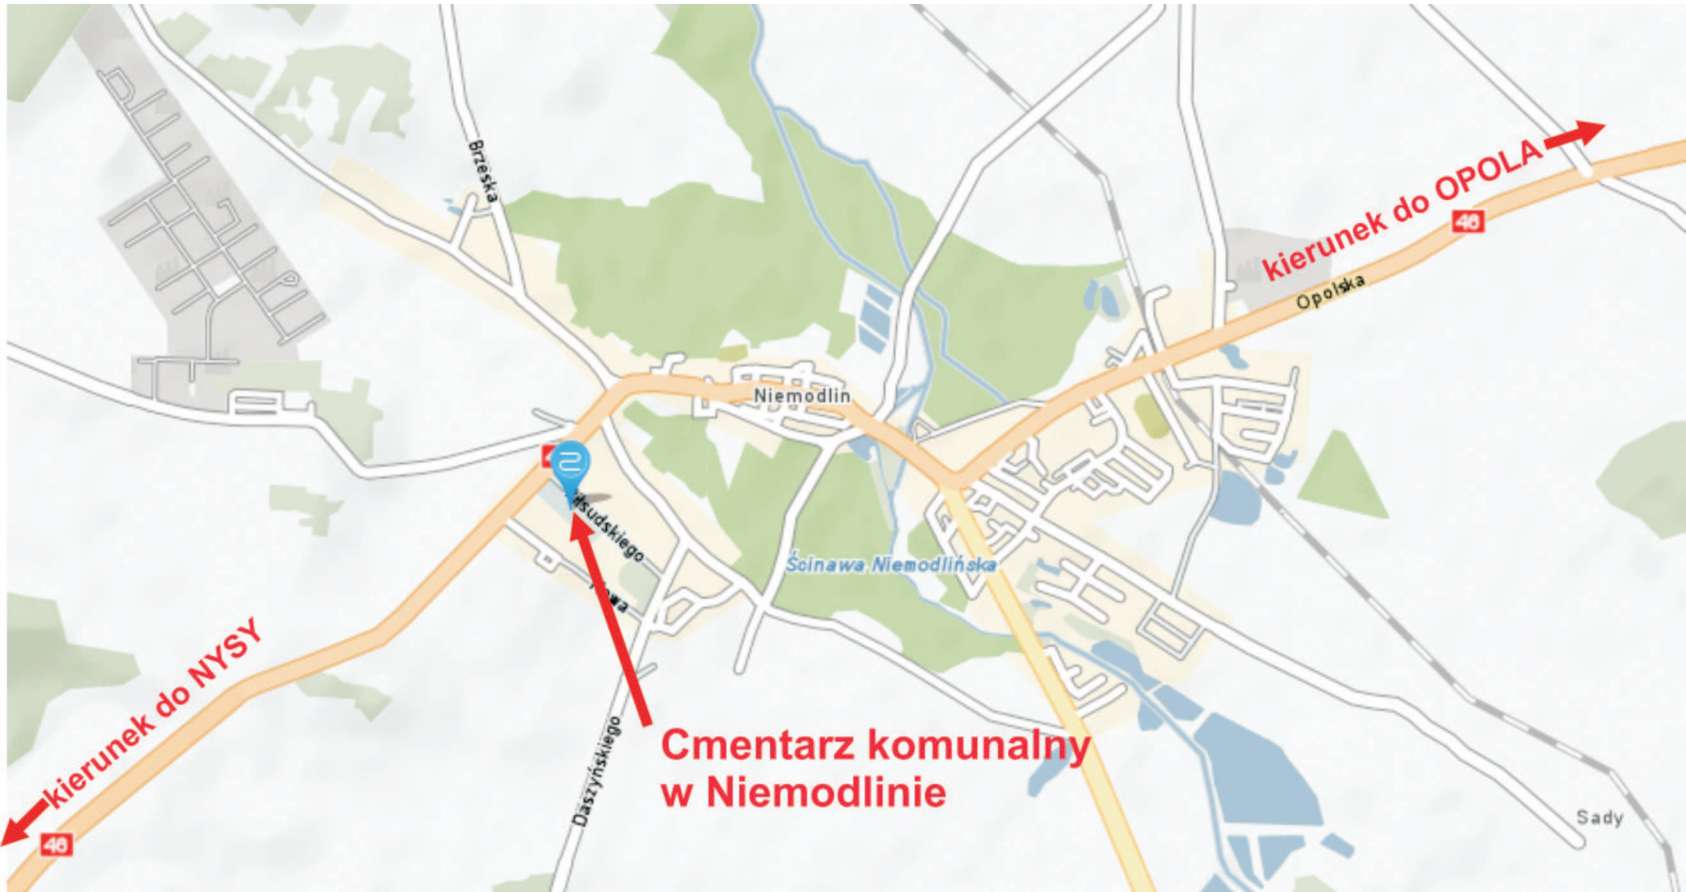 Brzeska
kierunek do OPOLA
46
Opolska
Niemodlin
Ścinawa Niemodlińska
kierunek do NYSY
46
Daszyńskiego
Cmentarz komunalny
w Niemodlinie
Sady